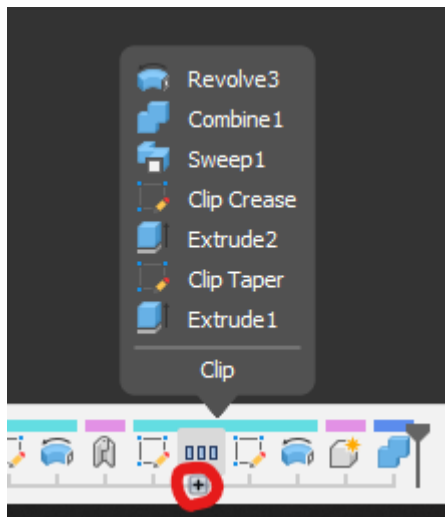 Revolve3
Combine1
Sweep1
Clip Crease
Extrude2
Clip Taper
Extrude1
Clip